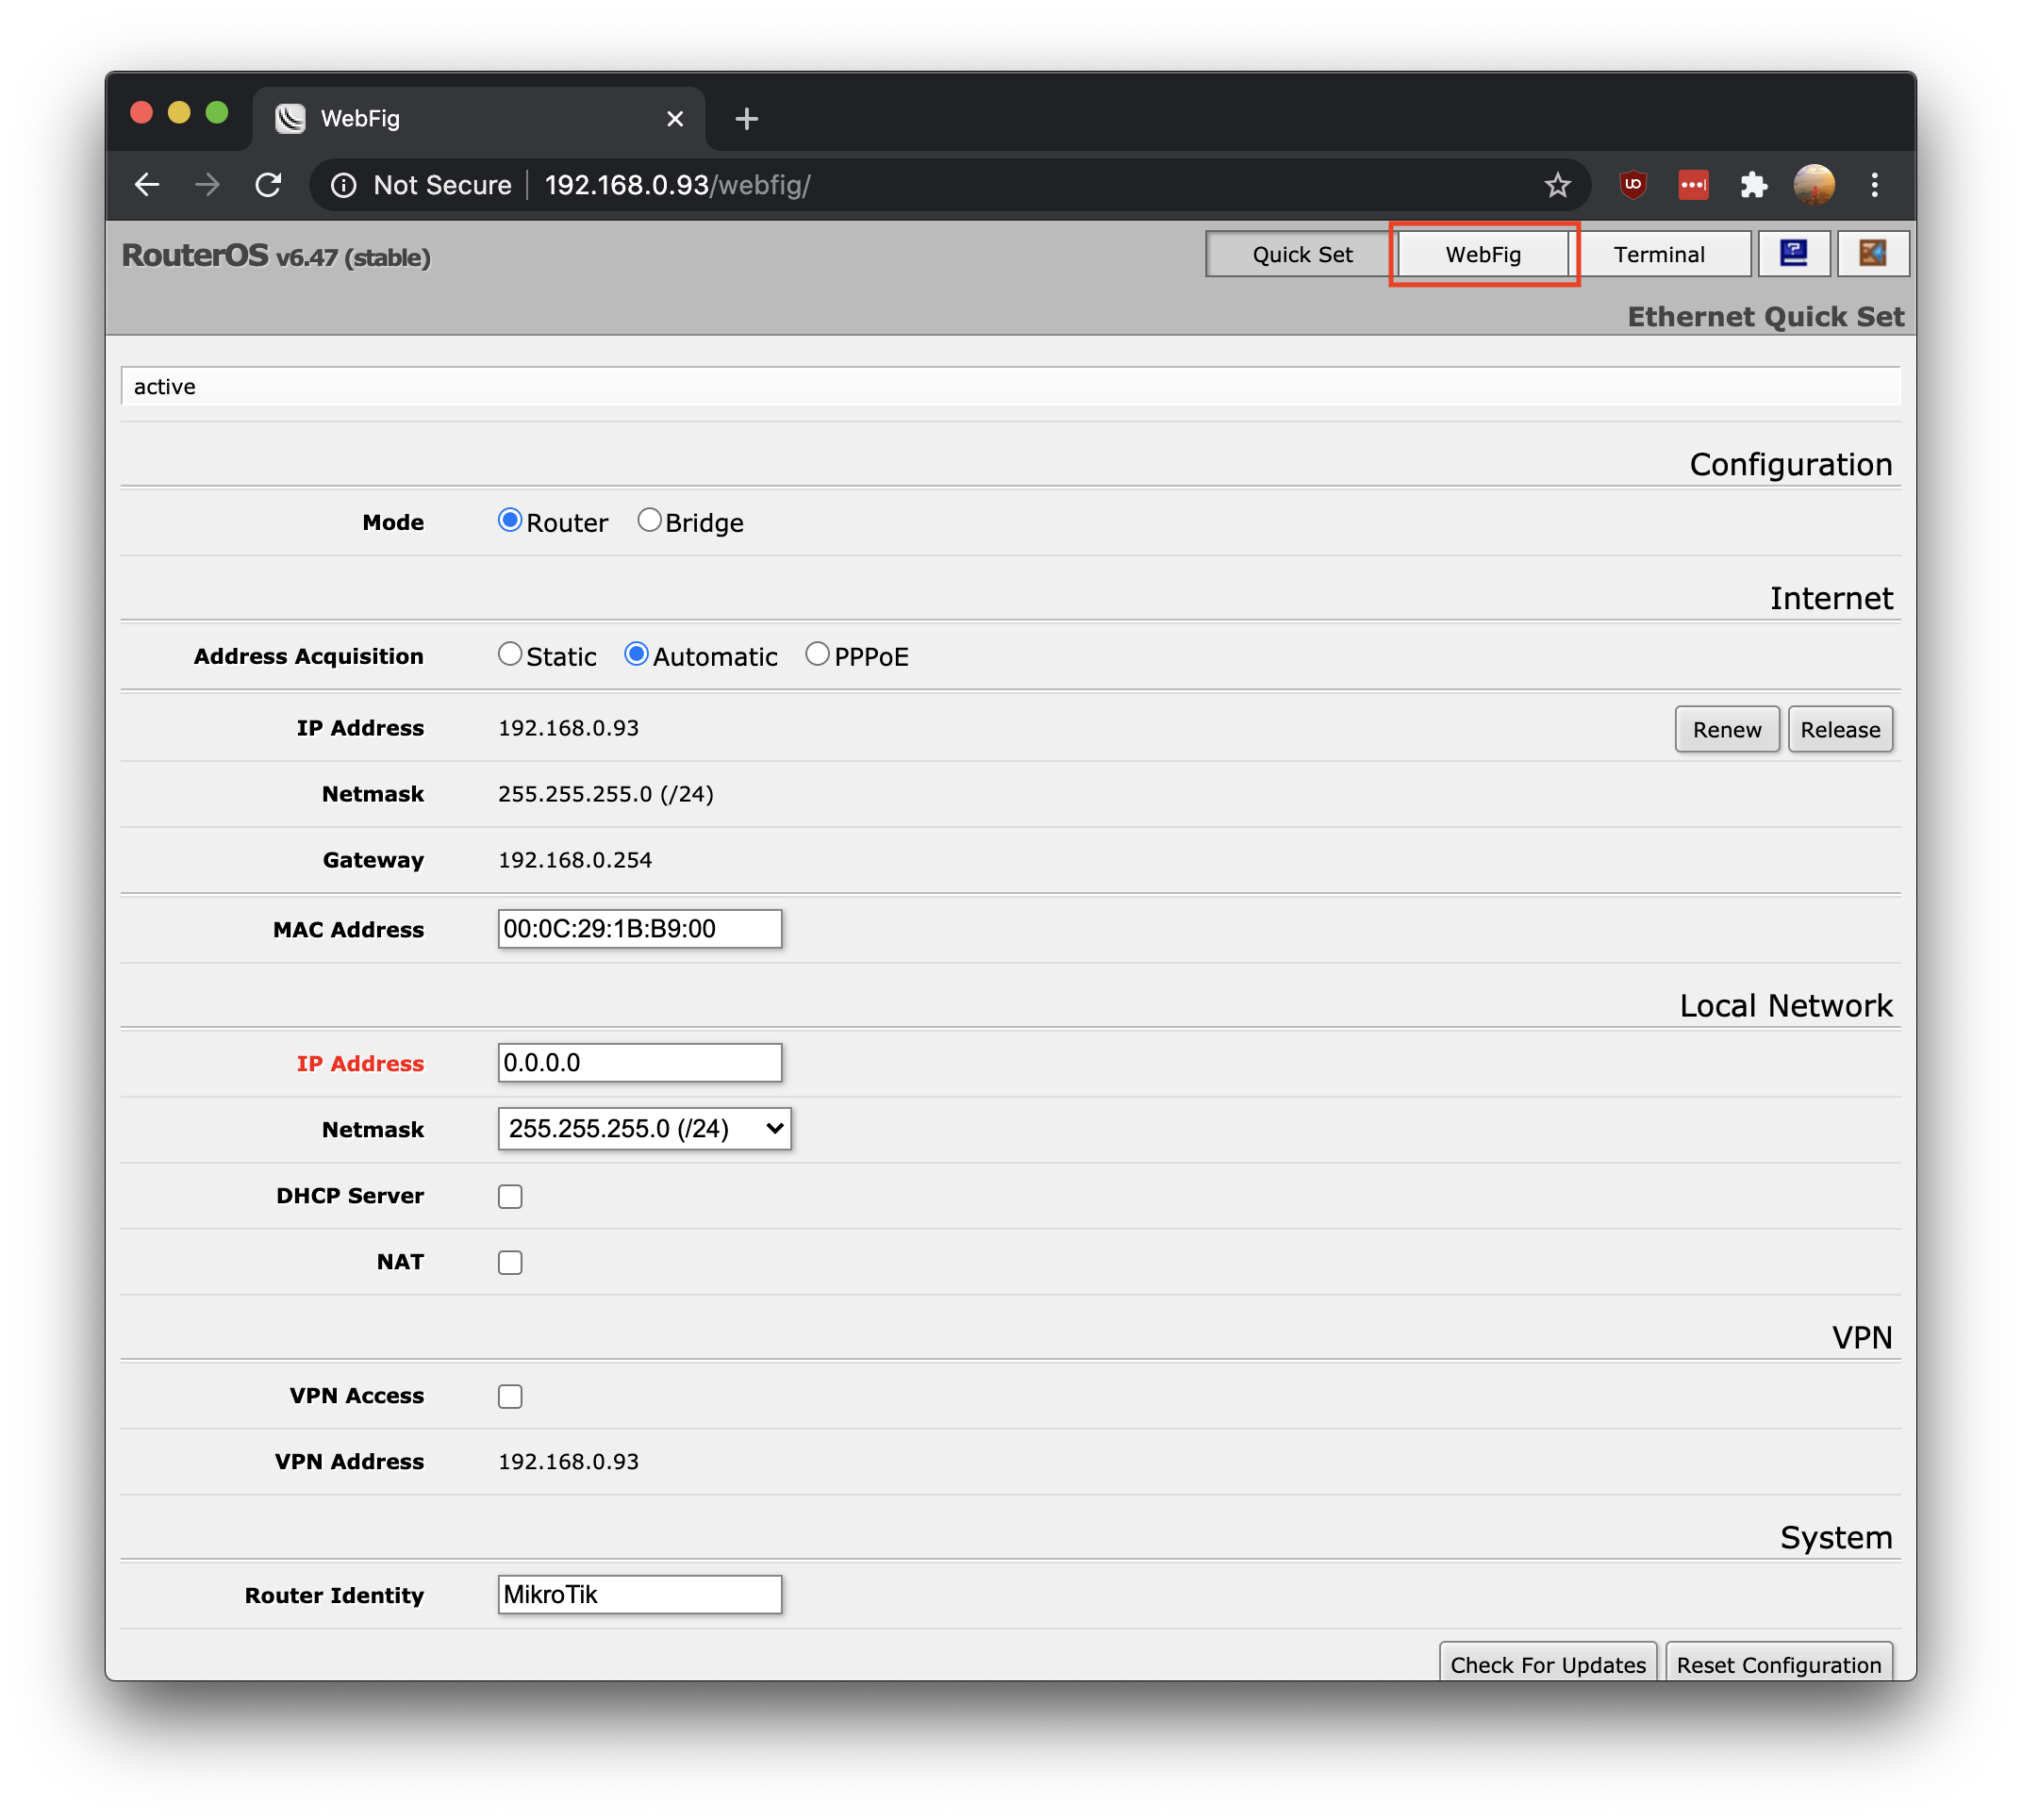 WebFig
Not Secure 192.168.0.93/webfig/
RouterOS v6.47 (stable) Quick Set WebFig Terminal
Ethernet Quick Set
active
Configuration
Mode Router Bridge
Internet
Address Acquisition Static Automatic PPPoE
IP Address 192.168.0.93 Renew Release
Netmask 255.255.255.0 (/24)
Gateway 192.168.0.254
MAC Address 00:0C:29:1B:B9:00
Local Network
IP Address 0.0.0.0
Netmask 255.255.255.0 (/24)
DHCP Server
NAT
VPN
VPN Access
VPN Address 192.168.0.93
System
Router Identity MikroTik
Check For Updates Reset Configuration